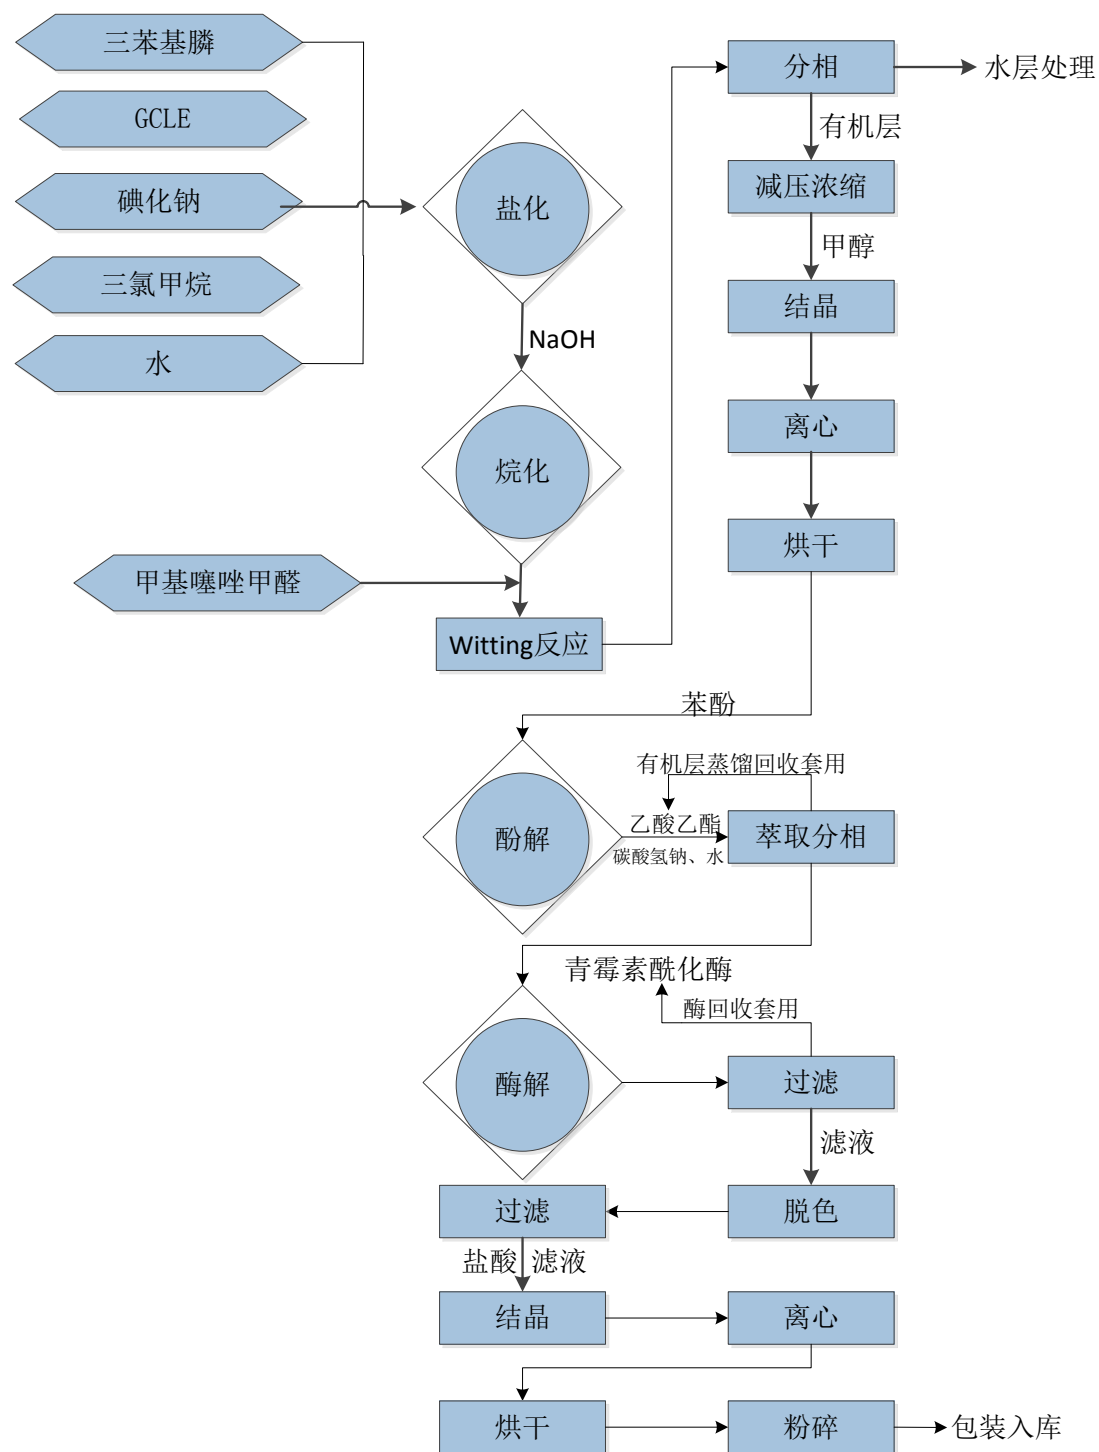 三苯基膦
GCLE
碘化钠
三氯甲烷
水
盐化
NaOH
烷化
甲基噻唑甲醛
Witting反应
分相
水层处理
有机层
减压浓缩
甲醇
结晶
离心
烘干
苯酚
酚解
有机层蒸馏回收套用
乙酸乙酯
碳酸氢钠、水
萃取分相
青霉素酰化酶
酶回收套用
酶解
过滤
滤液
脱色
过滤
盐酸 滤液
结晶
离心
烘干
粉碎
包装入库